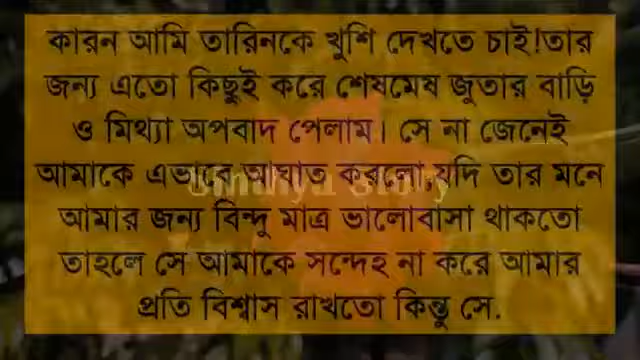 কারন আমি তারিনকে খুশি দেখতে চাই!তার
জন্য এতো কিছুই করে শেষমেষ জুতার বাড়ি
ও মিথ্যা অপবাদ পেলাম। সে না জেনেই
আমাকে এভাবে আঘাত করলো,যদি তার মনে
আমার জন্য বিন্দু মাত্র ভালোবাসা থাকতো
তাহলে সে আমাকে সন্দেহ না করে আমার
প্রতি বিশ্বাস রাখতো কিন্তু সে.